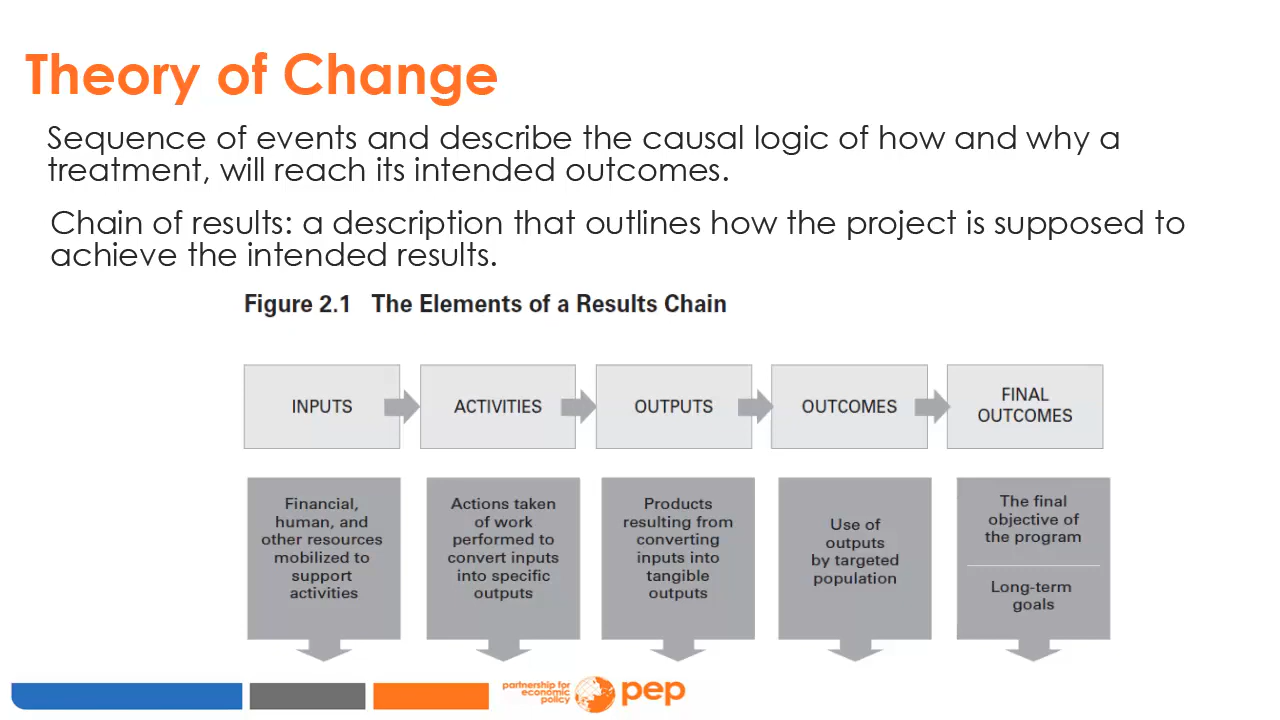 Theory of Change
Sequence of events and describe the causal logic of how and why a
treatment, will reach its intended outcomes.
Chain of results: a description that outlines how the project is supposed to
achieve the intended results.
Figure 2.1 The Elements of a Results Chain
INPUTS
ACTIVITIES
OUTPUTS
OUTCOMES
FINAL
OUTCOMES
Financial,
human, and
other resources
mobilized to
support
activities
Actions taken
of work
performed to
convert inputs
into specific
outputs
Products
resulting from
converting
inputs into
tangible
outputs
Use of
outputs
by targeted
population
The final
objective of
the program
Long-term
goals
partnership for
economic
policy
pep